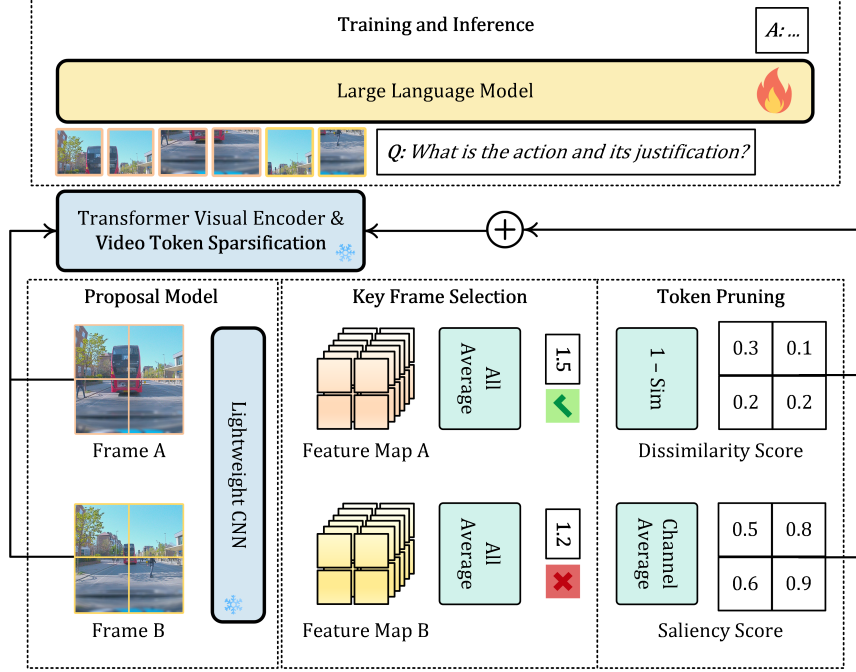 Training and Inference
A: ...
Large Language Model
Q: What is the action and its justification?
Transformer Visual Encoder &
Video Token Sparsification
Proposal Model
Key Frame Selection
Token Pruning
Frame A
Lightweight CNN
Feature Map A
All
Average
1.5
1 − Sim
0.3 0.1
0.2 0.2
Dissimilarity Score
Frame B
Feature Map B
All
Average
1.2
Channel
Average
0.5 0.8
0.6 0.9
Saliency Score